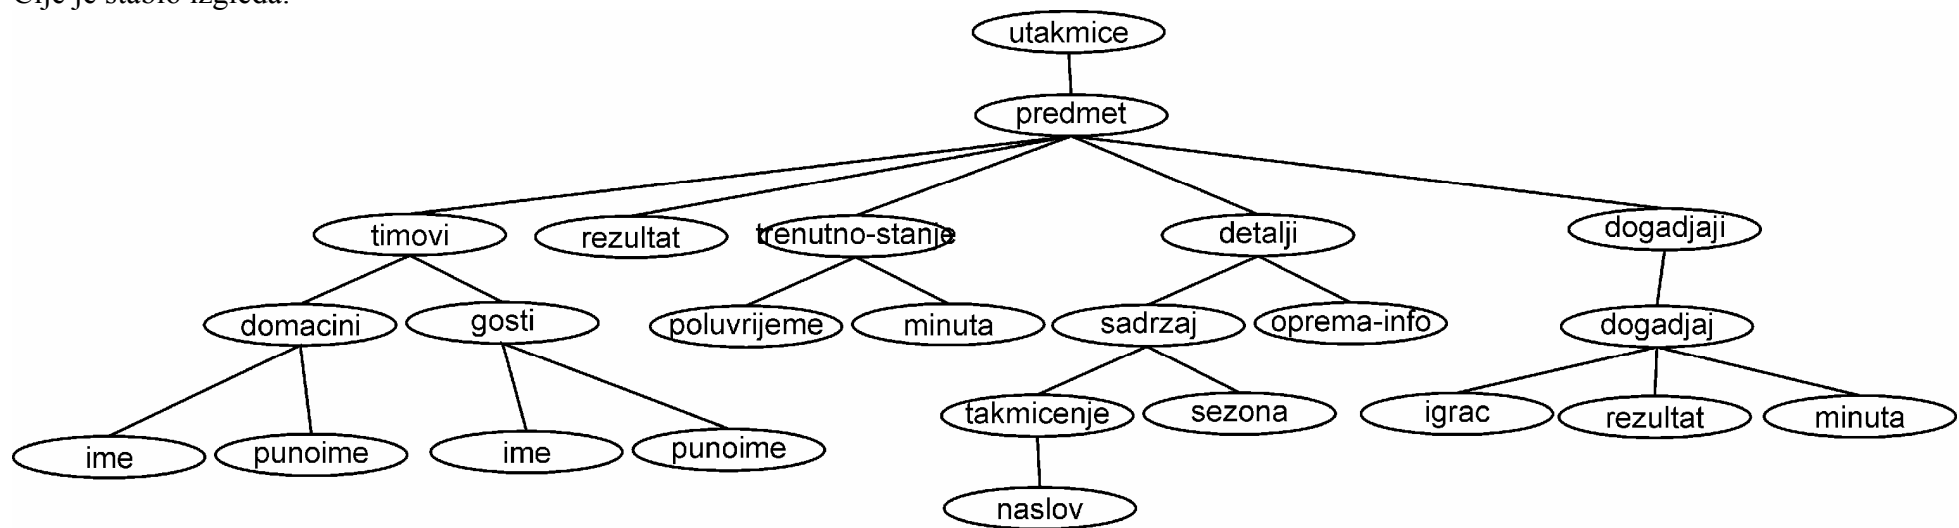 Čije je stablo izgleda:
utakmice
predmet
timovi
rezultat
trenutno-stanje
detalji
dogadjaji
domacini
gosti
poluvrijeme
minuta
sadrzaj
oprema-info
dogadjaj
takmicenje
sezona
igrac
rezultat
minuta
ime
punoime
ime
punoime
naslov